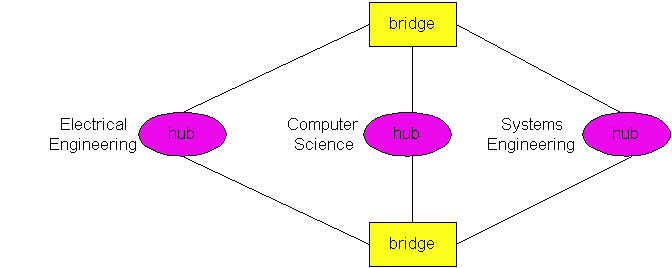 bridge
Electrical
Engineering
hub
Computer
Science
hub
Systems
Engineering
hub
bridge